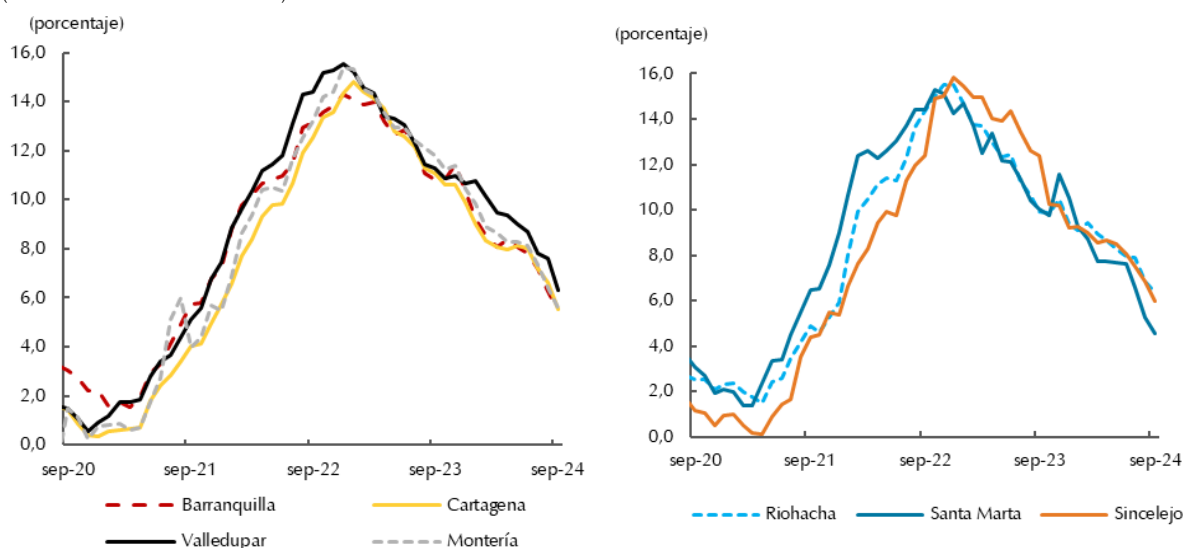 (porcentaje)
16,0
14,0
12,0
10,0
8,0
6,0
4,0
2,0
0,0
sep-20 sep-21 sep-22 sep-23 sep-24
Barranquilla Cartagena
Valledupar Montería
(porcentaje)
16,0
14,0
12,0
10,0
8,0
6,0
4,0
2,0
0,0
sep-20 sep-21 sep-22 sep-23 sep-24
Riohacha Santa Marta Sincelejo